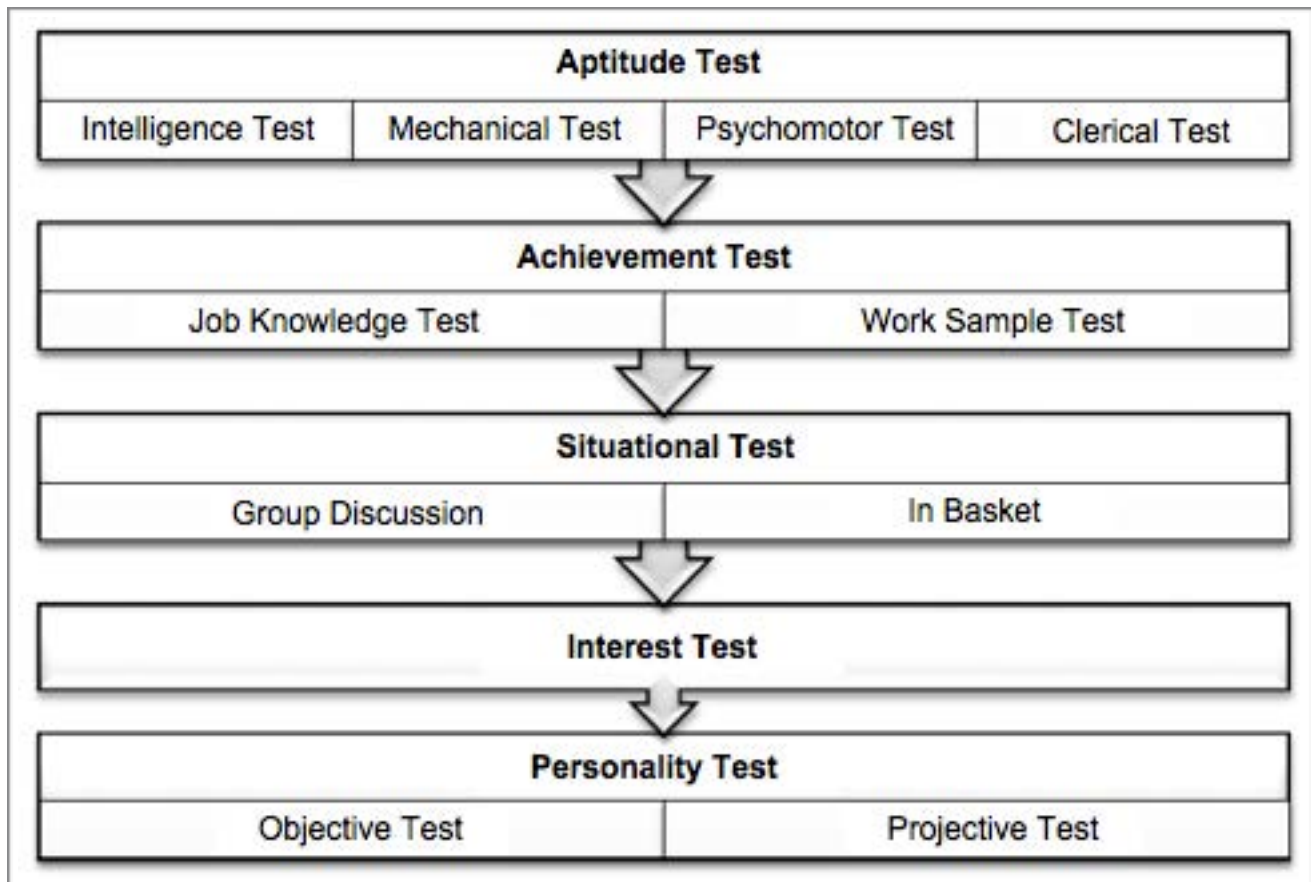 Aptitude Test
Intelligence Test
Mechanical Test
Psychomotor Test
Clerical Test
Achievement Test
Job Knowledge Test
Work Sample Test
Situational Test
Group Discussion
In Basket
Interest Test
Personality Test
Objective Test
Projective Test